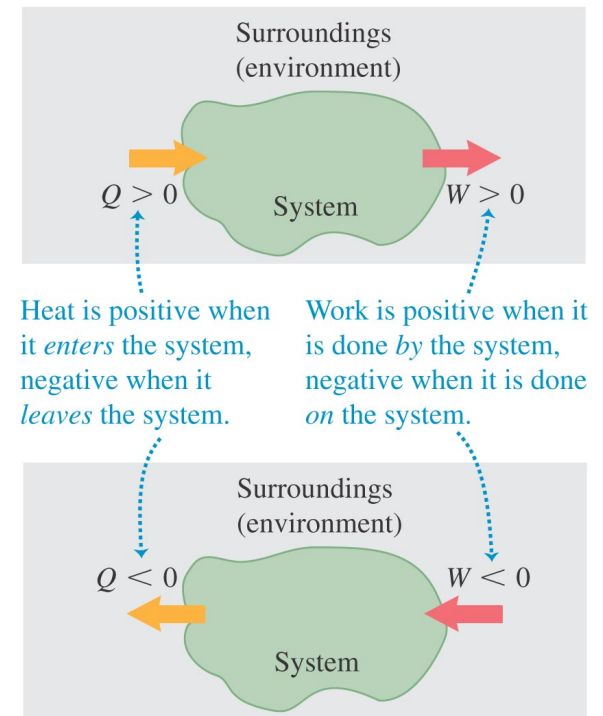 Surroundings
(environment)
Q > 0
System
W > 0
Heat is positive when
it enters the system,
negative when it
leaves the system.
Work is positive when it
is done by the system,
negative when it is done
on the system.
Surroundings
(environment)
Q < 0
W < 0
System